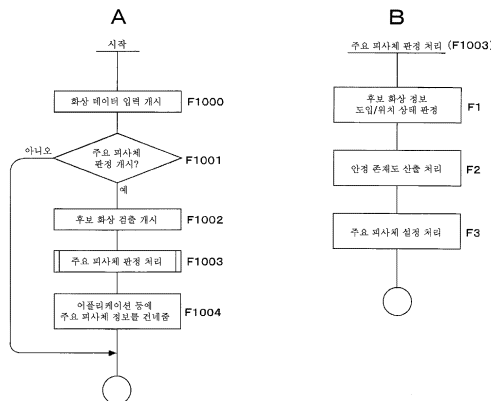 A
시작
화상 데이터 입력 개시
F1000
아니오
주요 피사체
판정 개시?
F1001
예
후보 화상 검출 개시
F1002
주요 피사체 판정 처리
F1003
어플리케이션 등에
주요 피사체 정보를 건네줌
F1004
B
주요 피사체 판정 처리 (F1003)
후보 화상 정보
도입/위치 상태 판정
F1
안정 존재도 산출 처리
F2
주요 피사체 설정 처리
F3